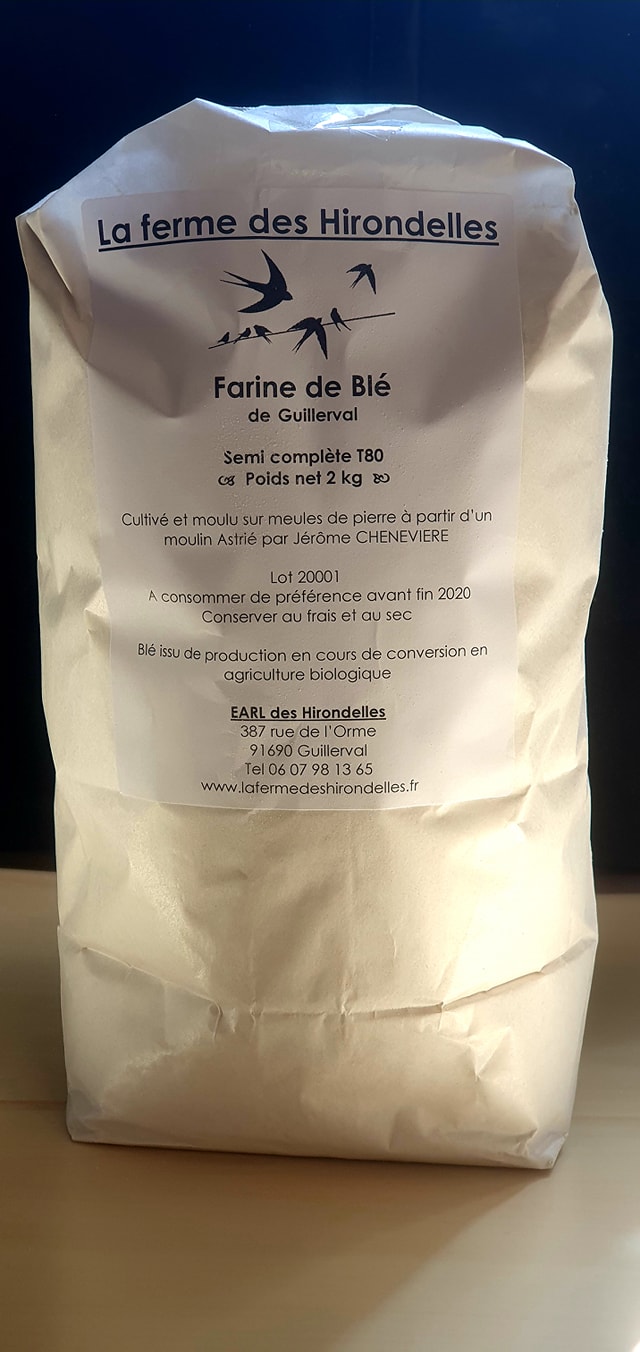 La ferme des Hirondelles
Farine de Blé
de Guillerval
Semi complète T80
Poids net 2 kg
Cultivé et moulu sur meules de pierre à partir d'un
moulin Astrié par Jérôme CHENEVIERE
Lot 20001
A consommer de préférence avant fin 2020
Conserver au frais et au sec
Blé issu de production en cours de conversion en
agriculture biologique
EARL des Hirondelles
387 rue de l'Orme
91690 Guillerval
Tel 06 07 98 13 65
www.lafermedeshirondelles.fr